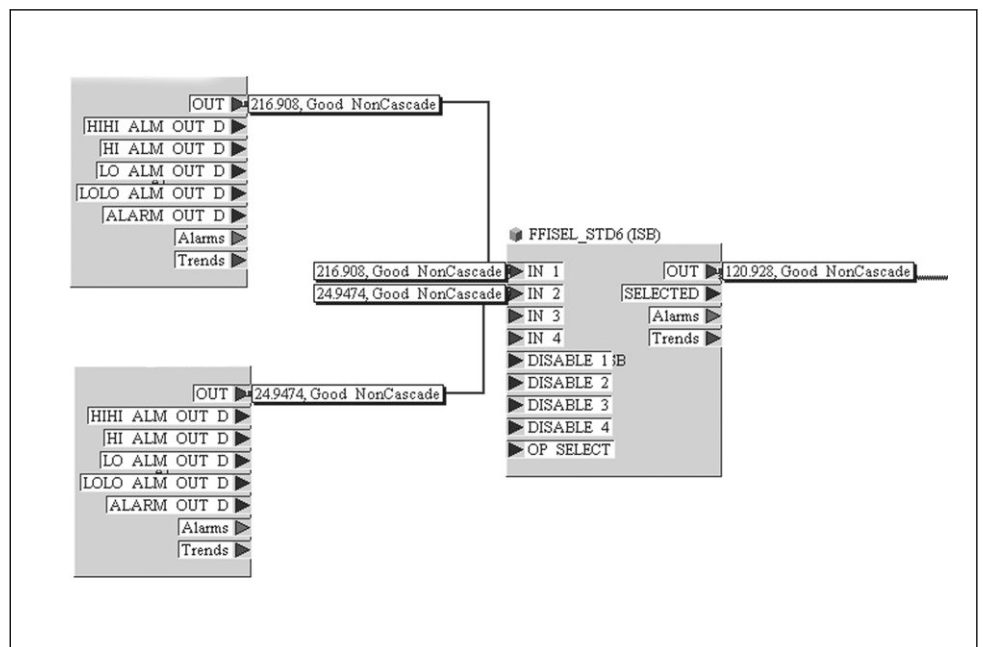 OUT 216.908, Good NonCascade
HIHI ALM OUT D
HI ALM OUT D
LO ALM OUT D
LOLO ALM OUT D
ALARM OUT D
Alarms
Trends
FFISEL_STD6 (ISB)
216.908, Good NonCascade IN 1
24.9474, Good NonCascade IN 2
IN 3
IN 4
DISABLE 1 SB
DISABLE 2
DISABLE 3
DISABLE 4
OP SELECT
OUT 120.928, Good NonCascade
SELECTED
Alarms
Trends
OUT 24.9474, Good NonCascade
HIHI ALM OUT D
HI ALM OUT D
LO ALM OUT D
LOLO ALM OUT D
ALARM OUT D
Alarms
Trends